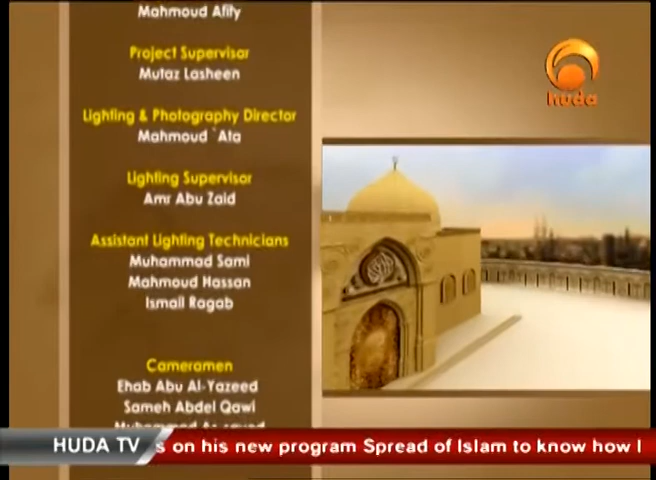 Mahmoud Afify
Project Supervisor
Mutaz Lasheen
Lighting & Photography Director
Mahmoud `Ata
Lighting Supervisor
Amr Abu Zaid
Assistant Lighting Technicians
Muhammad Sami
Mahmoud Hassan
Ismail Ragab
Cameramen
Ehab Abu Al-Yazeed
Sameh Abdel Qawi
huda
HUDA TV
s on his new program Spread of Islam to know how I